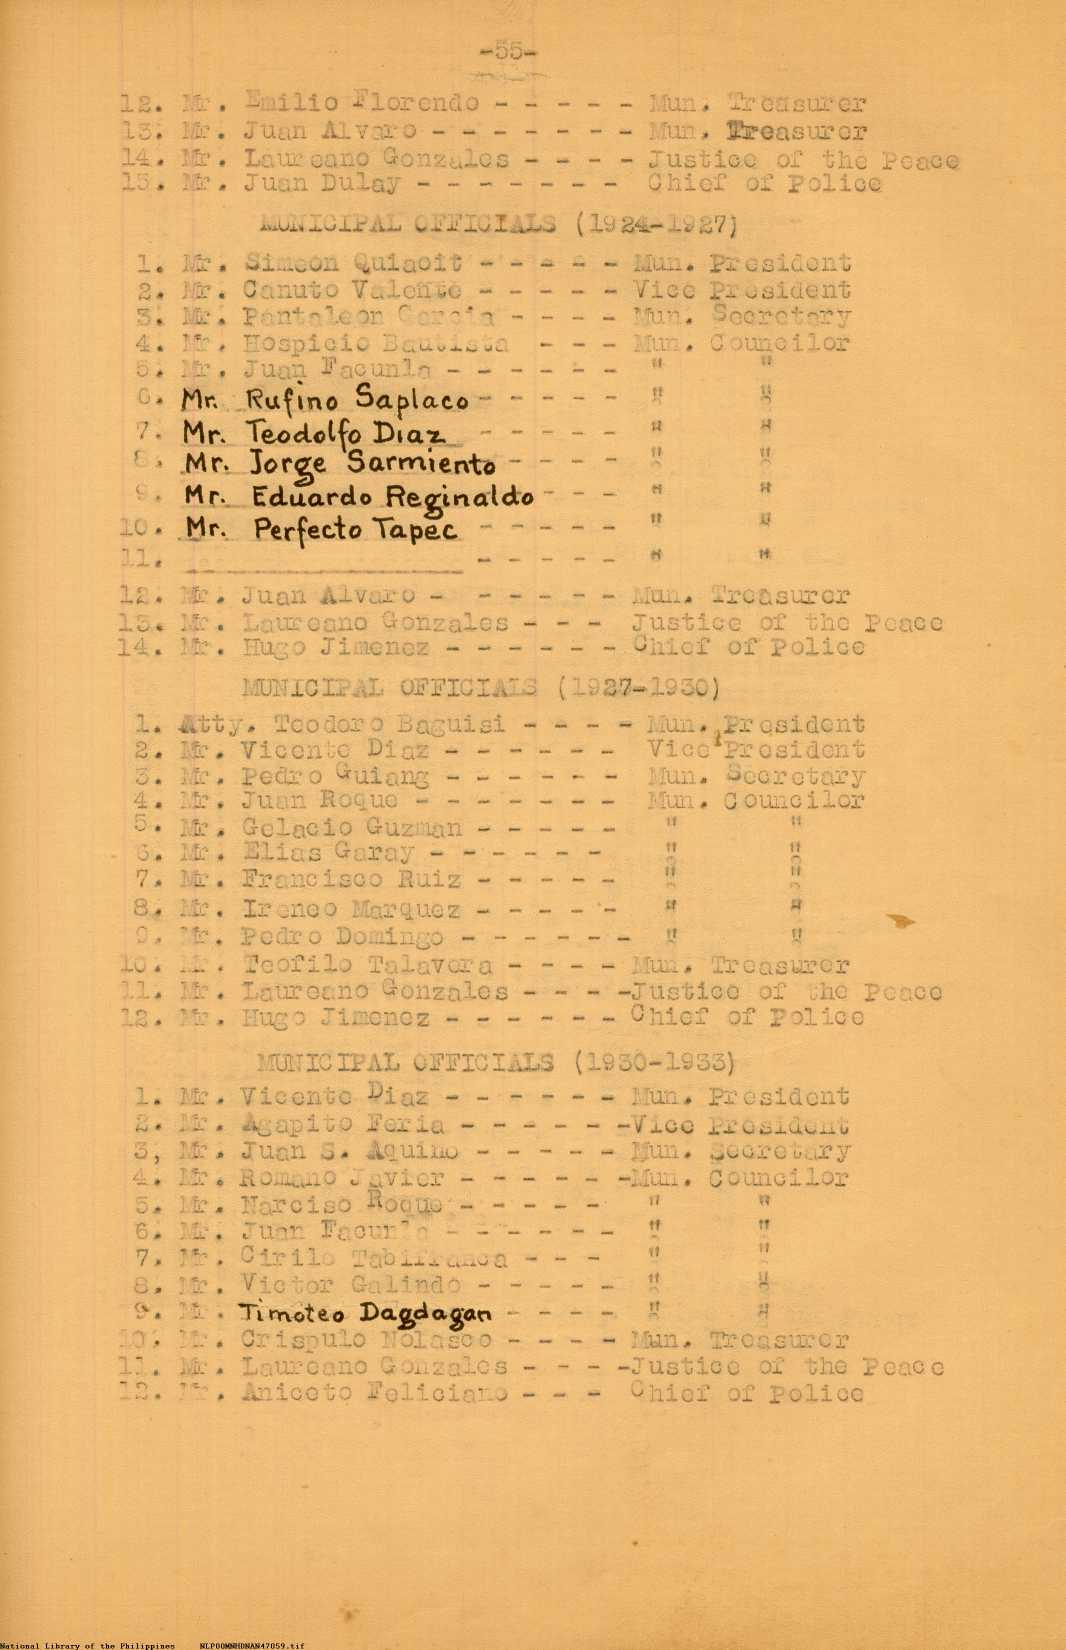 -55-
12. Mr. Emilio Florendo - - - - - Mun. Treasurer
13. Mr. Juan Alvaro - - - - - - - Mun. Treasurer
14. Mr. Laureano Gonzales - - - - Justice of the Peace
15. Mr. Juan Dulay - - - - - - - Chief of Police
MUNICIPAL OFFICIALS (1924-1927)
1. Mr. Simeon Quiaoit - - - - - Mun. President
2. Mr. Canuto Valente - - - - - Vice President
3. Mr. Pantaleon Garcia - - - - Mun. Secretary
4. Mr. Hospicio Bautista - - - Mun. Councilor
5. Mr. Juan Facunla - - - - - - " "
6. Mr. Rufino Saplaco - - - - - " "
7. Mr. Teodolfo Diaz - - - - - " "
8. Mr. Jorge Sarmiento - - - - " "
9. Mr. Eduardo Reginaldo - - - " "
10. Mr. Perfecto Tapec - - - - - " "
11. __________________ - - - - - " "
12. Mr. Juan Alvaro - - - - - - Mun. Treasurer
13. Mr. Laureano Gonzales - - - Justice of the Peace
14. Mr. Hugo Jimenez - - - - - - Chief of Police
MUNICIPAL OFFICIALS (1927-1930)
1. Atty. Teodoro Baguisi - - - - Mun. President
2. Mr. Vicente Diaz - - - - - - Vice President
3. Mr. Pedro Guiang - - - - - - Mun. Secretary
4. Mr. Juan Roque - - - - - - - Mun. Councilor
5. Mr. Gelacio Guzman - - - - - " "
6. Mr. Elias Garay - - - - - - " "
7. Mr. Francisco Ruiz - - - - - " "
8. Mr. Ireneo Marquez - - - - - " "
9. Mr. Pedro Domingo - - - - - - " "
10. Mr. Teofilo Talavera - - - - Mun. Treasurer
11. Mr. Laureano Gonzales - - - -Justice of the Peace
12. Mr. Hugo Jimenez - - - - - - Chief of Police
MUNICIPAL OFFICIALS (1930-1933)
1. Mr. Vicente Diaz - - - - - - Mun. President
2. Mr. Agapito Feria - - - - - -Vice President
3, Mr. Juan S. Aquino - - - - - Mun. Secretary
4. Mr. Romano Javier - - - - - -Mun. Councilor
5. Mr. Narciso Roque - - - - - " "
6. Mr. Juan Facunla - - - - - - " "
7. Mr. Cirilo Tabifranca - - - " "
8. Mr. Victor Galindo - - - - - " "
9. Mr. Timoteo Dagdagan - - - - " "
10. Mr. Crispulo Nolasco - - - - Mun. Treasurer
11. Mr. Laureano Gonzales - - - -Justice of the Peace
12. Mr. Aniceto Feliciano - - - Chief of Police
National Library of the Philippines NLPOOMNHDNAN47059.tif